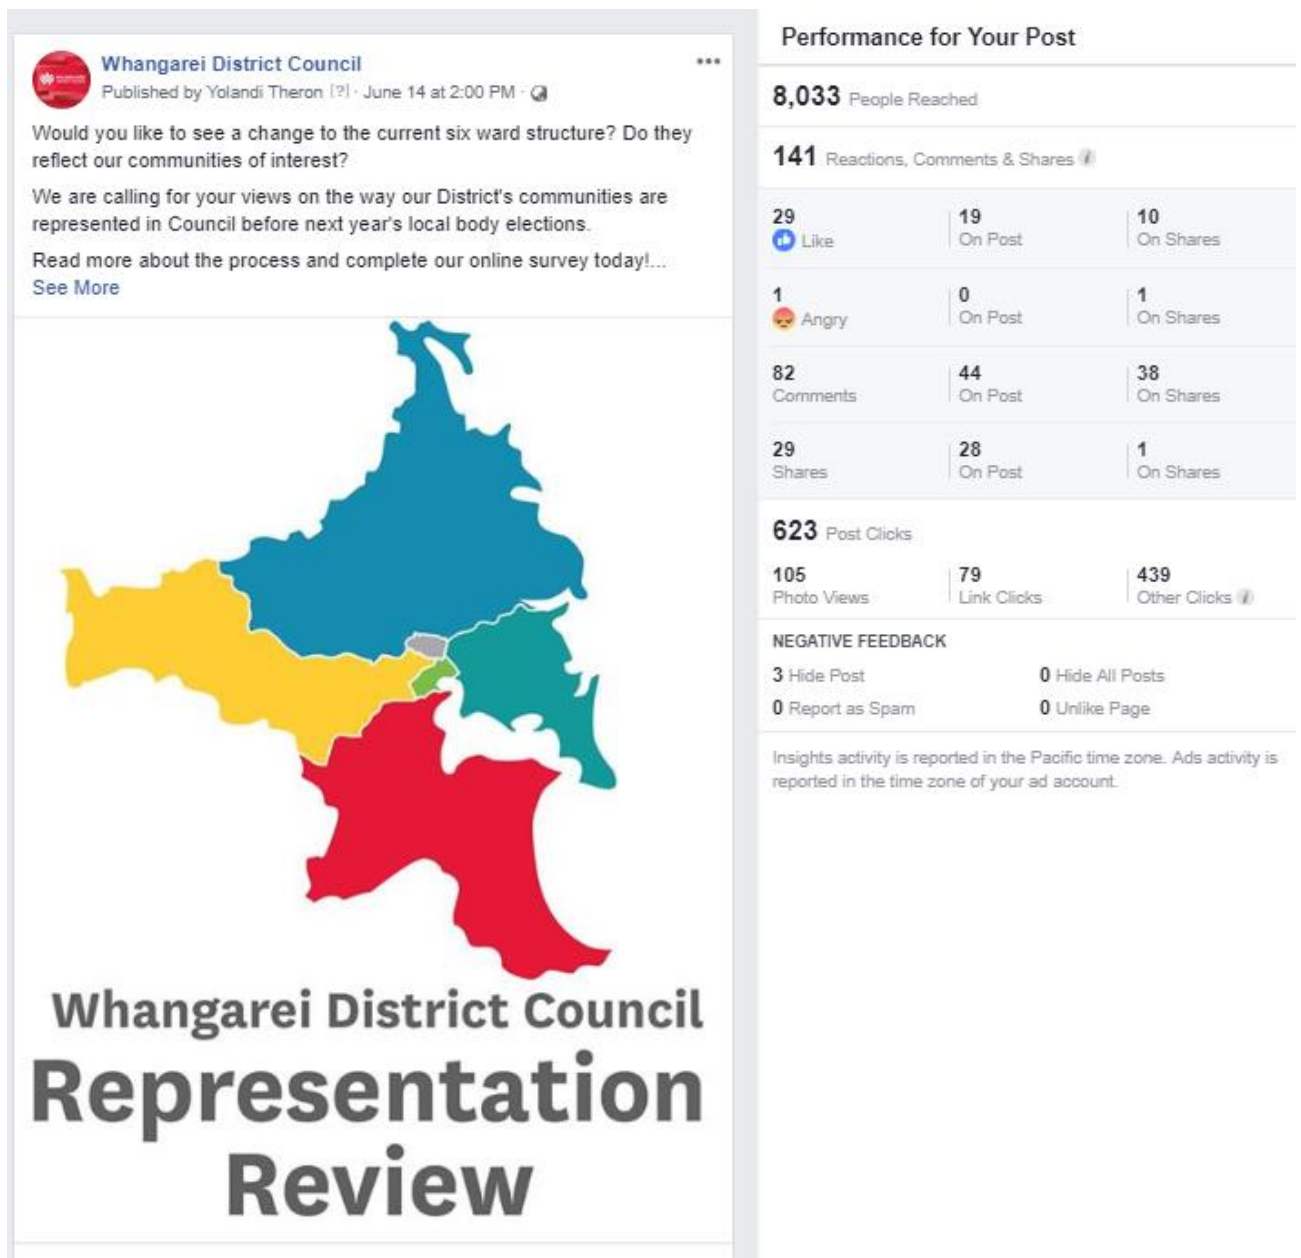 Whangarei District Council
Published by Yolandi Theron [?] · June 14 at 2:00 PM ·
Would you like to see a change to the current six ward structure? Do they
reflect our communities of interest?
We are calling for your views on the way our District's communities are
represented in Council before next year's local body elections.
Read more about the process and complete our online survey today!...
See More
Whangarei District Council
Representation
Review
Performance for Your Post
8,033 People Reached
141 Reactions, Comments & Shares
29 19 10
Like On Post On Shares
1 0 1
Angry On Post On Shares
82 44 38
Comments On Post On Shares
29 28 1
Shares On Post On Shares
623 Post Clicks
105 79 439
Photo Views Link Clicks Other Clicks
NEGATIVE FEEDBACK
3 Hide Post 0 Hide All Posts
0 Report as Spam 0 Unlike Page
Insights activity is reported in the Pacific time zone. Ads activity is
reported in the time zone of your ad account.